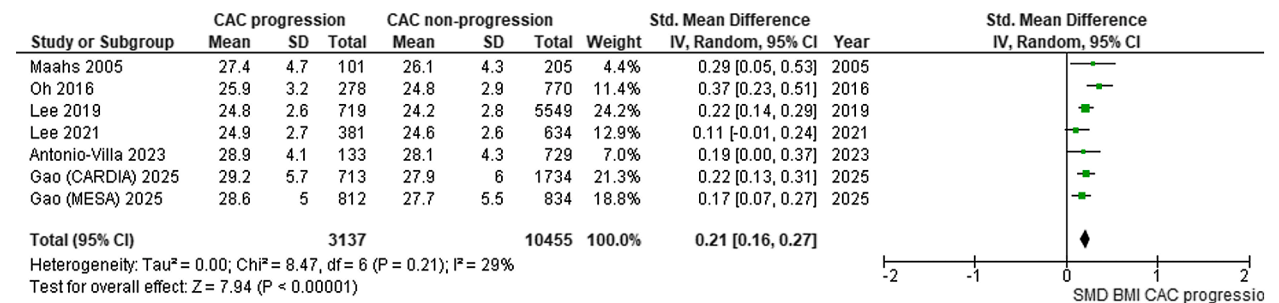 CAC progression CAC non-progression Std. Mean Difference Std. Mean Difference
Study or Subgroup Mean SD Total Mean SD Total Weight IV, Random, 95% CI Year IV, Random, 95% CI
Maahs 2005 27.4 4.7 101 26.1 4.3 205 4.4% 0.29 [0.05, 0.53] 2005
Oh 2016 25.9 3.2 278 24.8 2.9 770 11.4% 0.37 [0.23, 0.51] 2016
Lee 2019 24.8 2.6 719 24.2 2.8 5549 24.2% 0.22 [0.14, 0.29] 2019
Lee 2021 24.9 2.7 381 24.6 2.6 634 12.9% 0.11 [-0.01, 0.24] 2021
Antonio-Villa 2023 28.9 4.1 133 28.1 4.3 729 7.0% 0.19 [0.00, 0.37] 2023
Gao (CARDIA) 2025 29.2 5.7 713 27.9 6 1734 21.3% 0.22 [0.13, 0.31] 2025
Gao (MESA) 2025 28.6 5 812 27.7 5.5 834 18.8% 0.17 [0.07, 0.27] 2025
Total (95% CI) 3137 10455 100.0% 0.21 [0.16, 0.27]
Heterogeneity: Tau² = 0.00; Chi² = 8.47, df = 6 (P = 0.21); I² = 29%
Test for overall effect: Z = 7.94 (P < 0.00001)
-2 -1 0 1 2
SMD BMI CAC progressio